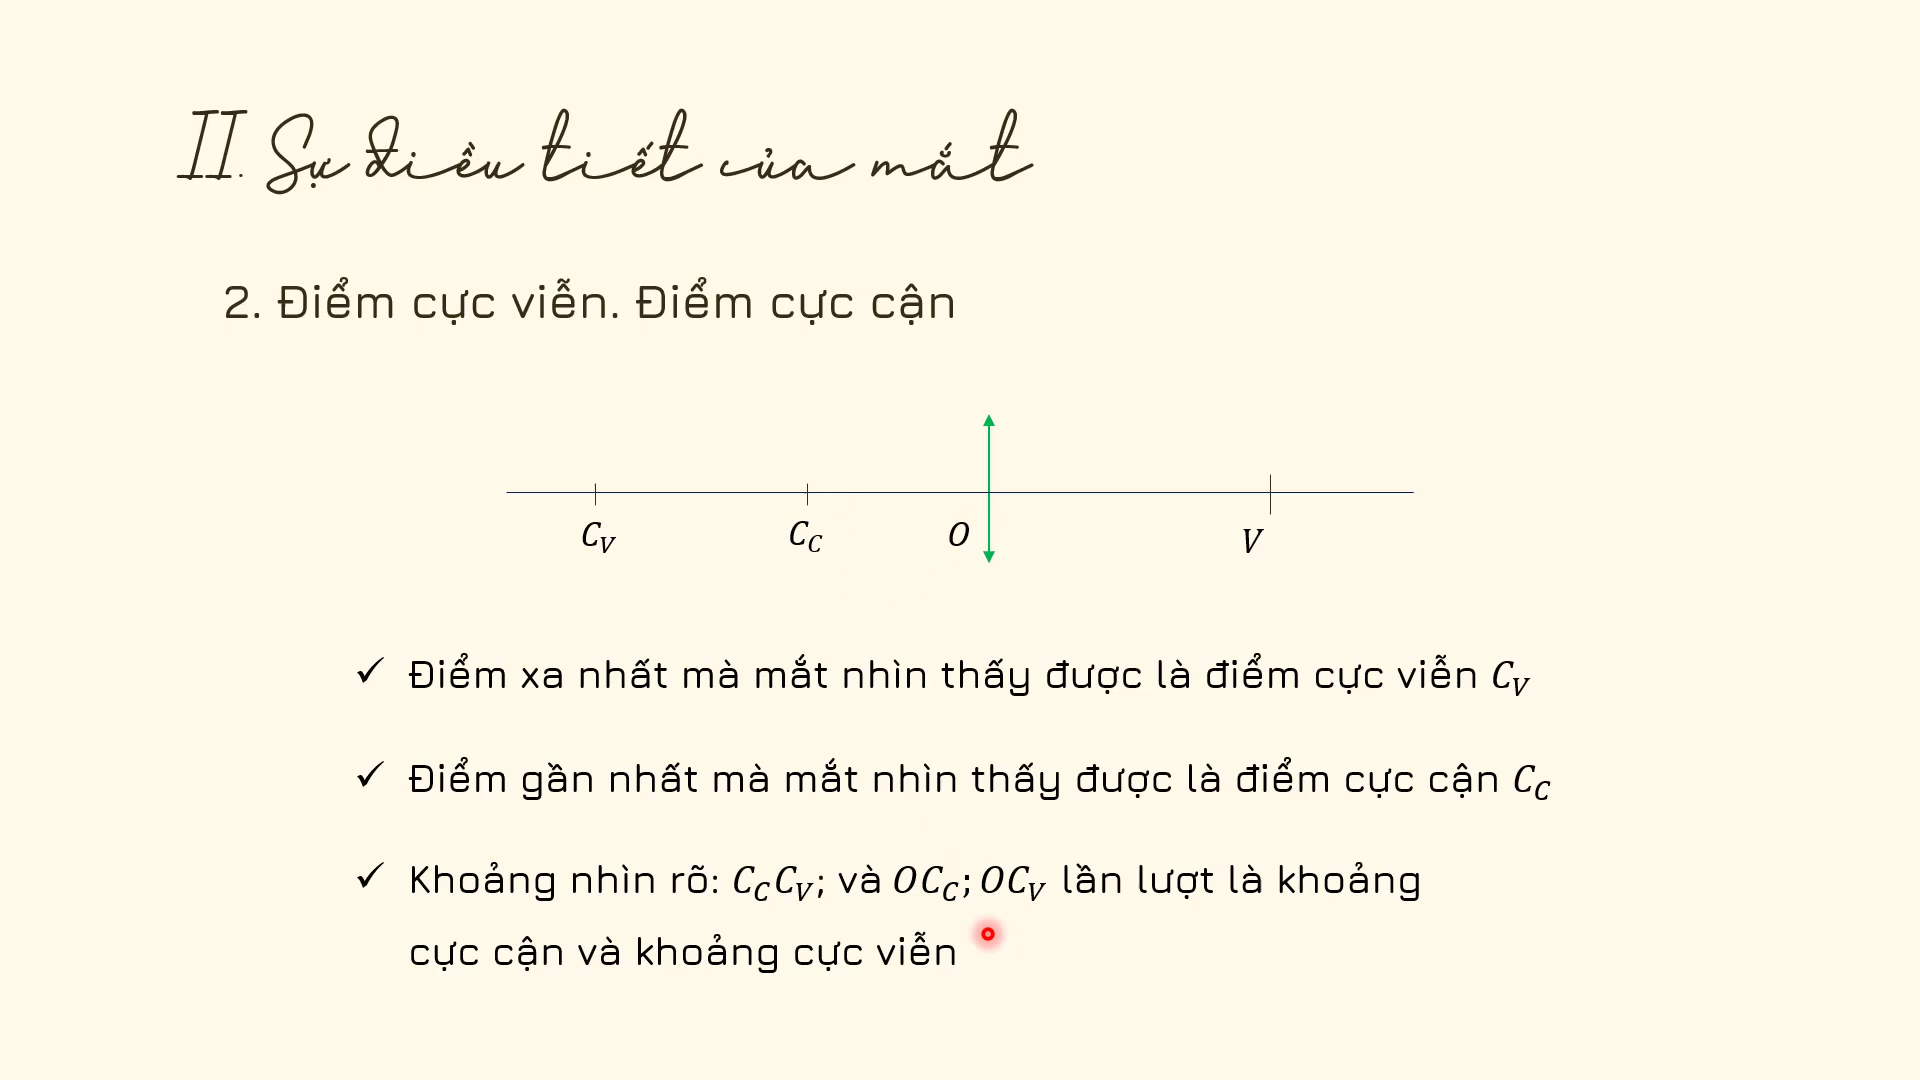 II. Sự điều tiết của mắt
2. Điểm cực viễn. Điểm cực cận
C_V C_C O V
✓ Điểm xa nhất mà mắt nhìn thấy được là điểm cực viễn C_V
✓ Điểm gần nhất mà mắt nhìn thấy được là điểm cực cận C_C
✓ Khoảng nhìn rõ: C_C C_V; và OC_C; OC_V lần lượt là khoảng
cực cận và khoảng cực viễn